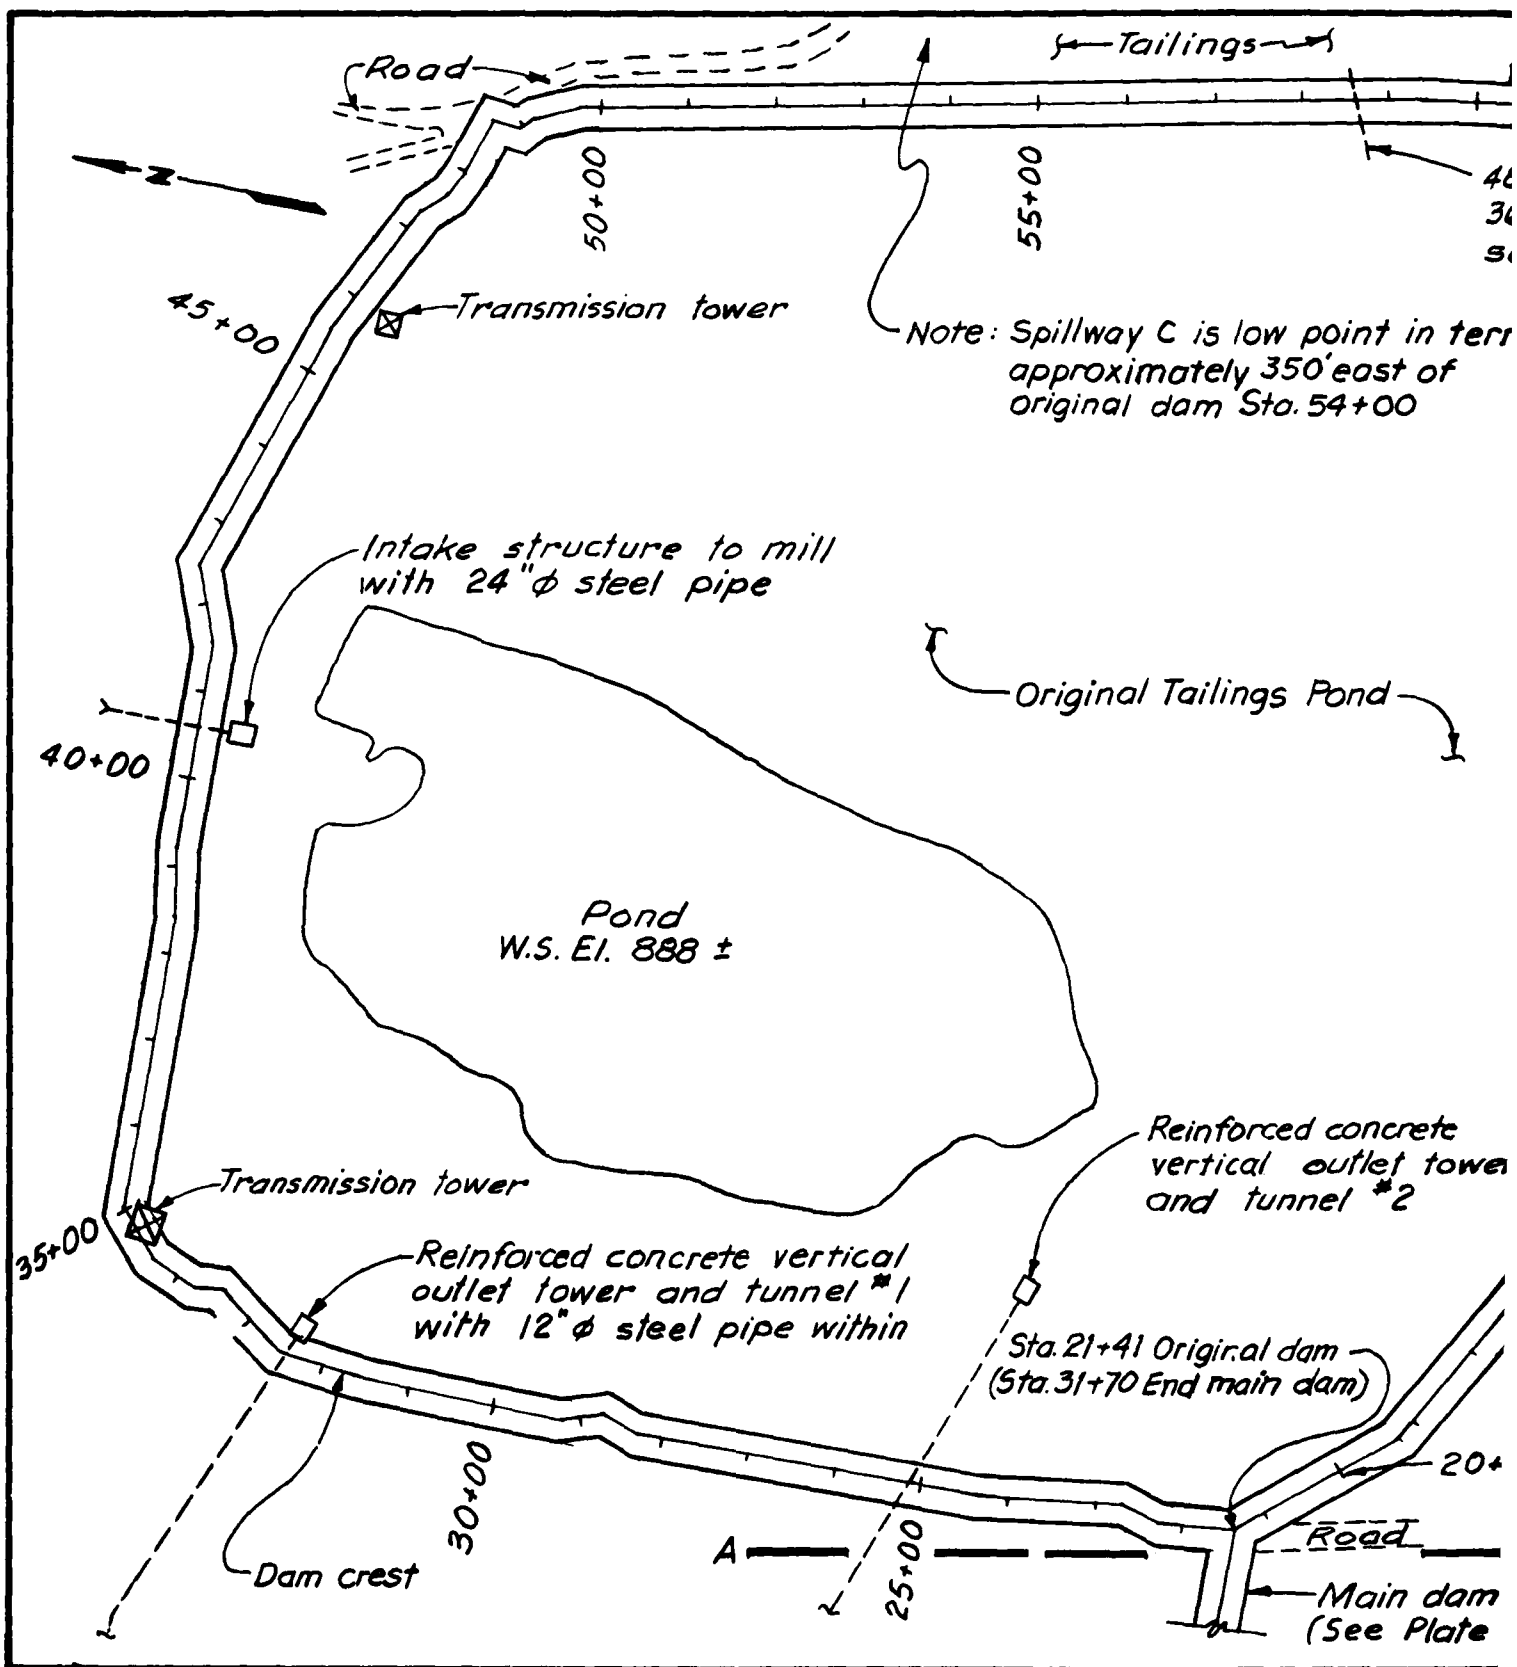 Tailings
Road
N
50+00
55+00
45+00
Transmission tower
Note: Spillway C is low point in terr
approximately 350' east of
original dam Sta. 54+00
Intake structure to mill
with 24"ϕ steel pipe
Original Tailings Pond
40+00
Pond
W.S. El. 888 ±
Reinforced concrete
vertical outlet tower
and tunnel #2
Transmission tower
35+00
Reinforced concrete vertical
outlet tower and tunnel #1
with 12"ϕ steel pipe within
Sta. 21+41 Original dam
(Sta. 31+70 End main dam)
30+00
20+
25+00
Road
A
Dam crest
Main dam
(See Plate